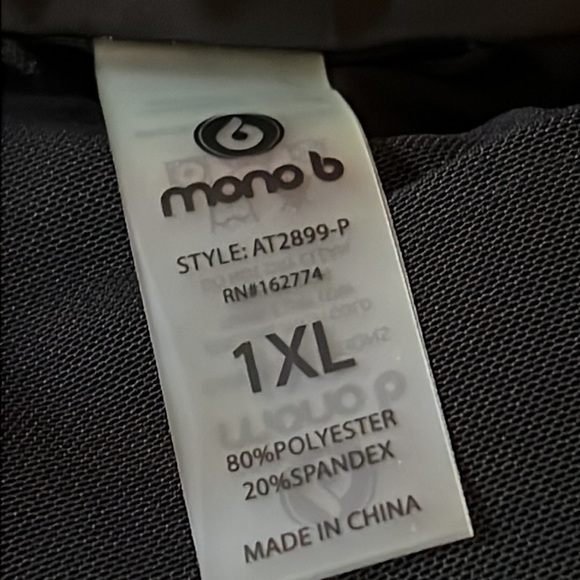 mono b
STYLE: AT2899-P
RN#162774
1XL
80%POLYESTER
20%SPANDEX
MADE IN CHINA